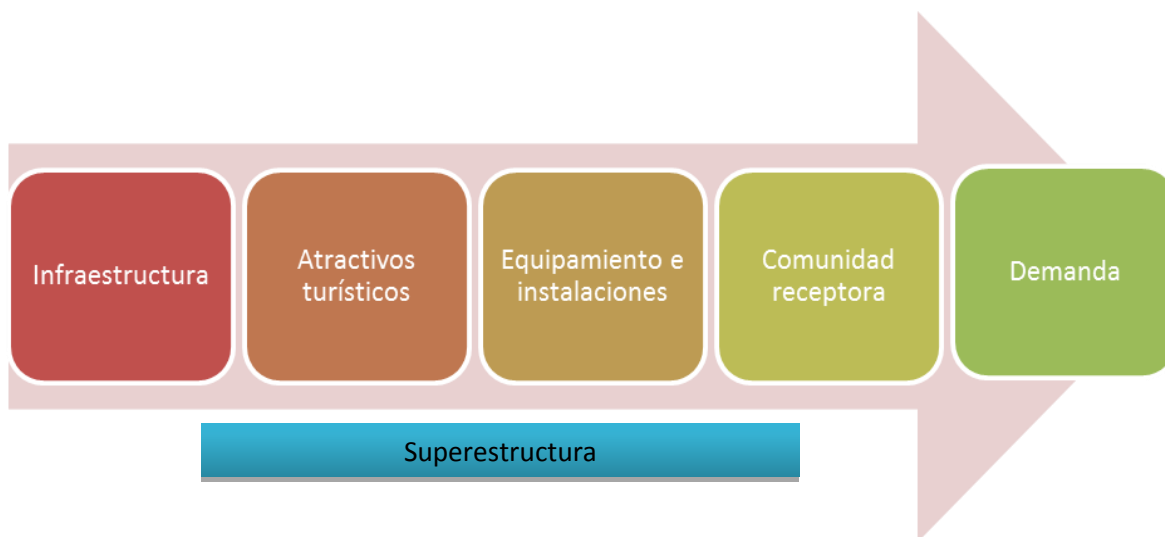 Infraestructura
Atractivos
turísticos
Equipamiento e
instalaciones
Comunidad
receptora
Demanda
Superestructura